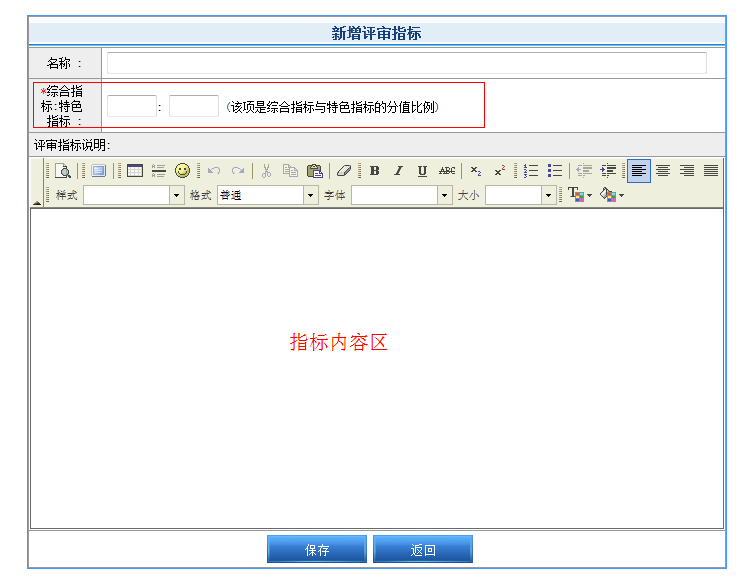 新增评审指标
名称 ：
*综合指
标:特色
指标 ：
: (该项是综合指标与特色指标的分值比例)
评审指标说明:
B I U ABC x₂ x²
样式 格式 普通 字体 大小
指标内容区
保存 返回